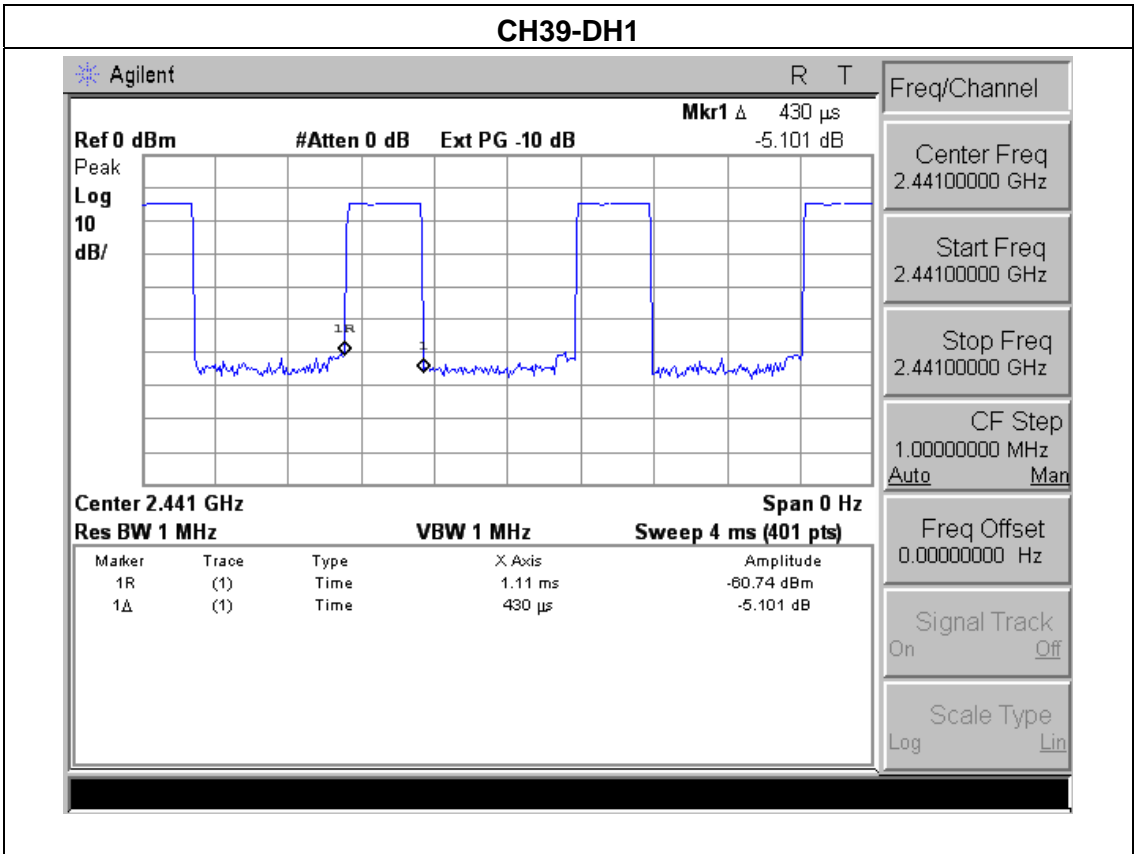 CH39-DH1
Agilent R T
Mkr1 Δ 430 µs
Ref 0 dBm #Atten 0 dB Ext PG -10 dB -5.101 dB
Peak
Log
10
dB/
1R
1
Center 2.441 GHz Span 0 Hz
Res BW 1 MHz VBW 1 MHz Sweep 4 ms (401 pts)
Marker Trace Type X Axis Amplitude
1R (1) Time 1.11 ms -60.74 dBm
1Δ (1) Time 430 µs -5.101 dB
Freq/Channel
Center Freq
2.44100000 GHz
Start Freq
2.44100000 GHz
Stop Freq
2.44100000 GHz
CF Step
1.00000000 MHz
Auto Man
Freq Offset
0.00000000 Hz
Signal Track
On Off
Scale Type
Log Lin